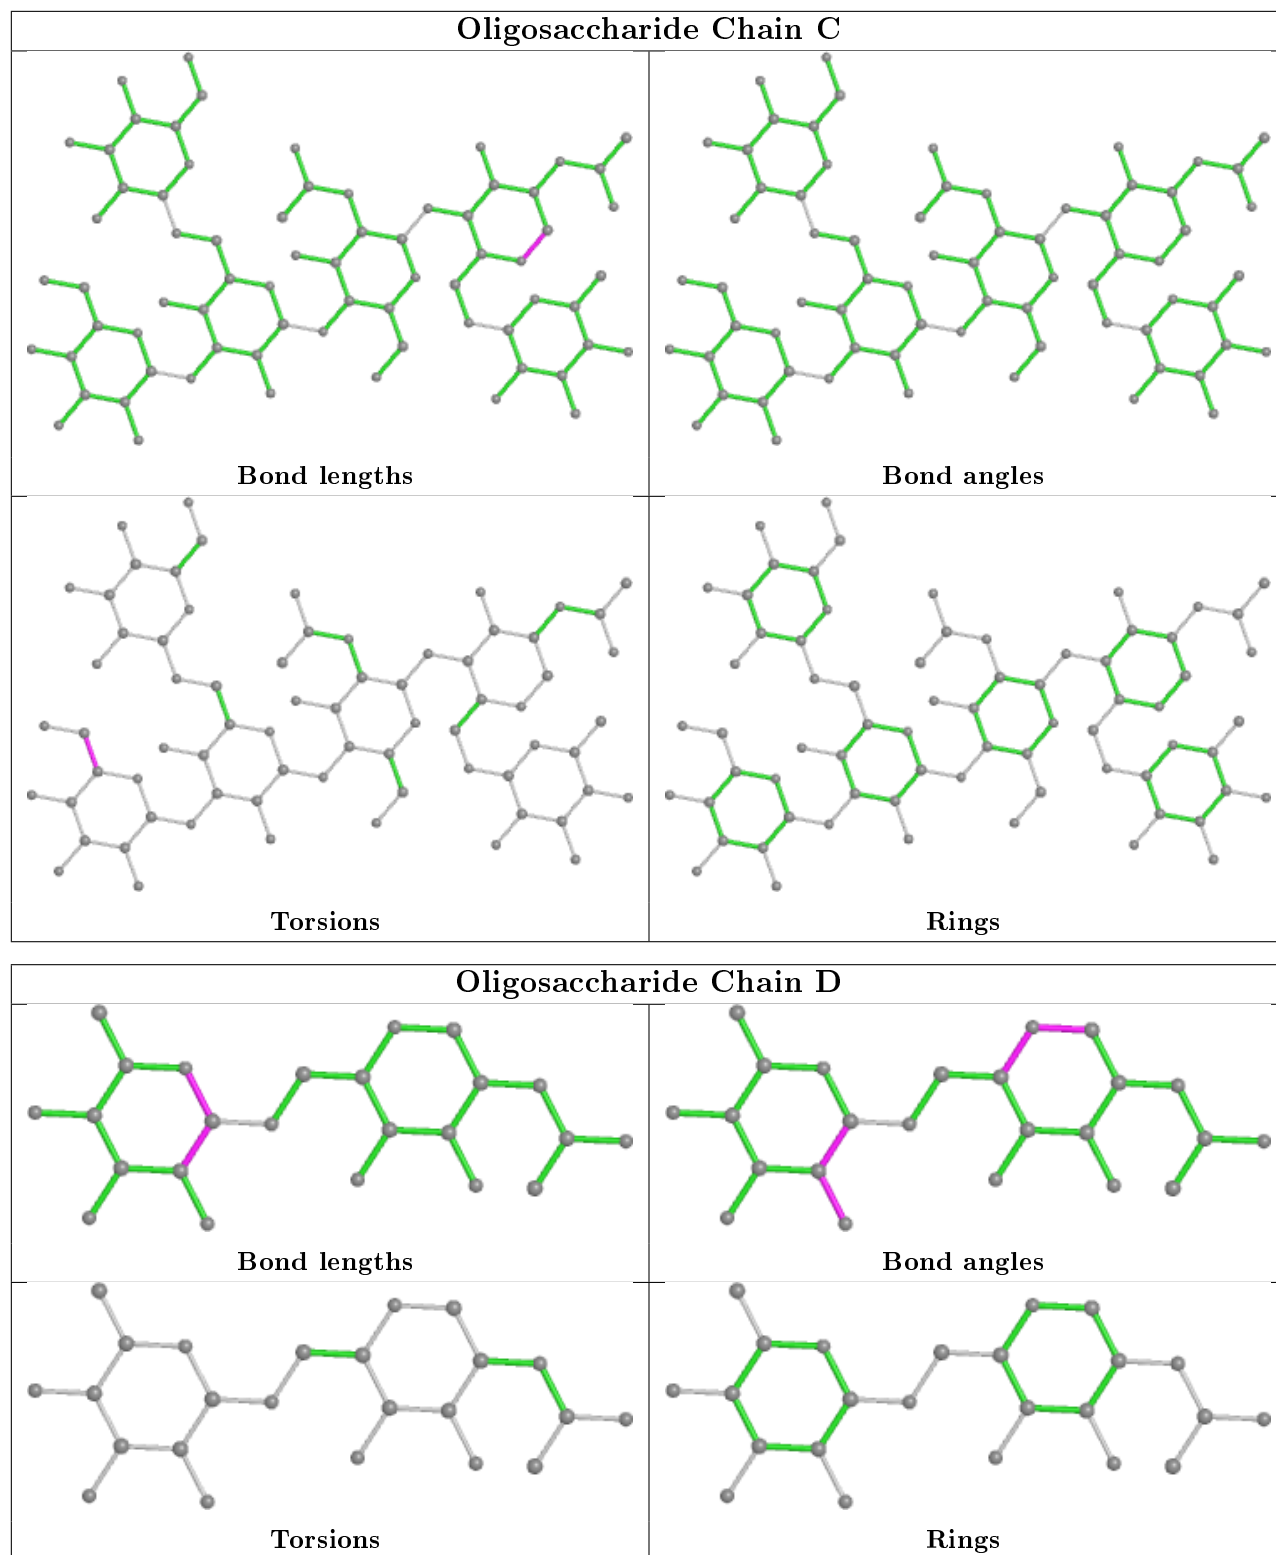 Oligosaccharide Chain C
Bond lengths
Bond angles
Torsions
Rings
Oligosaccharide Chain D
Bond lengths
Bond angles
Torsions
Rings